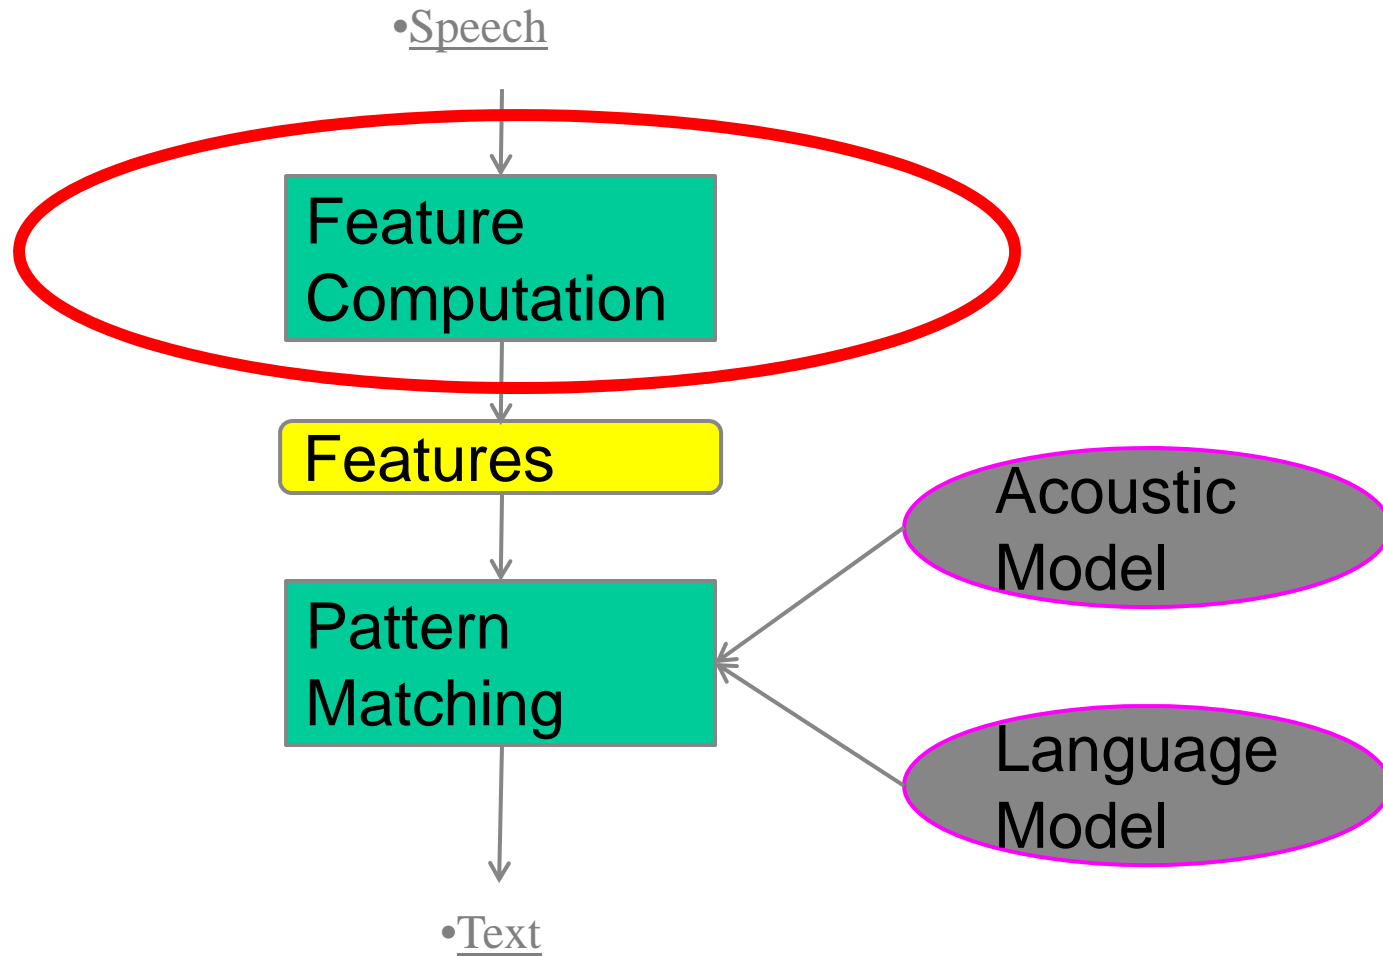 •Speech
Feature
Computation
Features
Acoustic
Model
Pattern
Matching
Language
Model
•Text